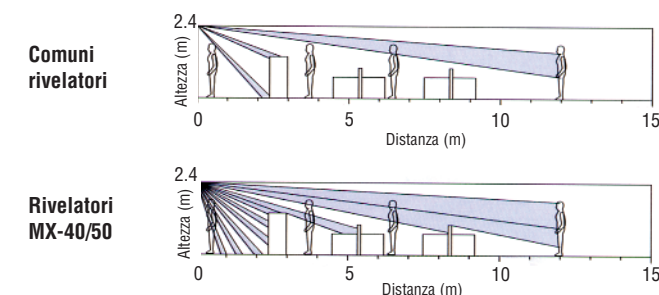 Comuni
rivelatori
2.4
Altezza (m)
0 5 10 15
Distanza (m)
Rivelatori
MX-40/50
2.4
Altezza (m)
0 5 10 15
Distanza (m)